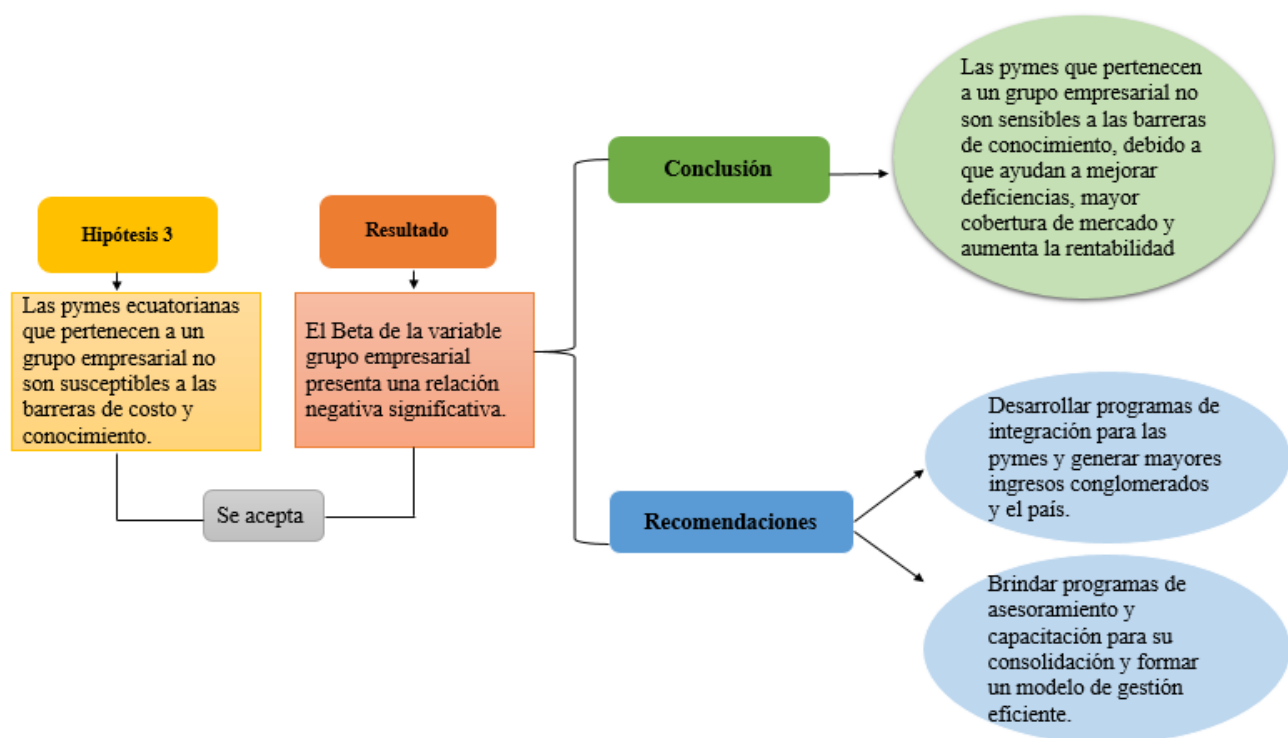 Hipótesis 3
Las pymes ecuatorianas
que pertenecen a un
grupo empresarial no
son susceptibles a las
barreras de costo y
conocimiento.
Se acepta
Resultado
El Beta de la variable
grupo empresarial
presenta una relación
negativa significativa.
Conclusión
Las pymes que pertenecen
a un grupo empresarial no
son sensibles a las barreras
de conocimiento, debido a
que ayudan a mejorar
deficiencias, mayor
cobertura de mercado y
aumenta la rentabilidad
Recomendaciones
Desarrollar programas de
integración para las
pymes y generar mayores
ingresos conglomerados
y el país.
Brindar programas de
asesoramiento y
capacitación para su
consolidación y formar
un modelo de gestión
eficiente.